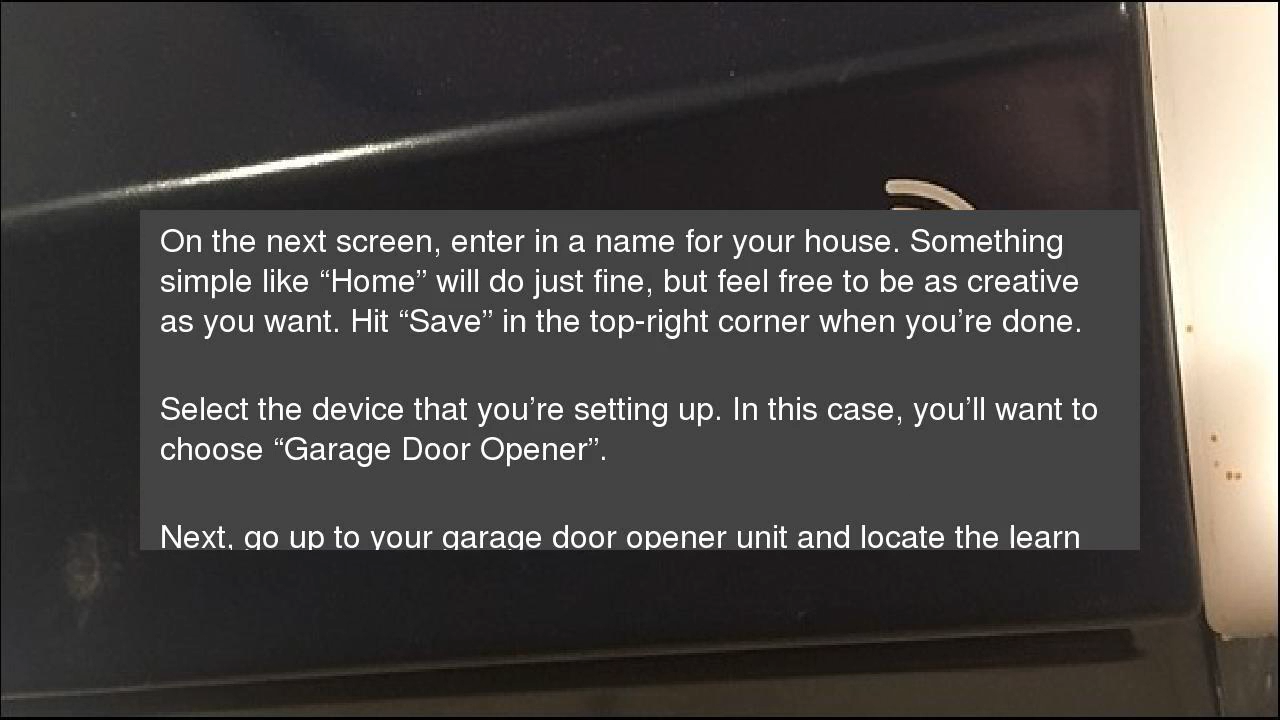 On the next screen, enter in a name for your house. Something
simple like “Home” will do just fine, but feel free to be as creative
as you want. Hit “Save” in the top-right corner when you’re done.
Select the device that you’re setting up. In this case, you’ll want to
choose “Garage Door Opener”.
Next, go up to your garage door opener unit and locate the learn